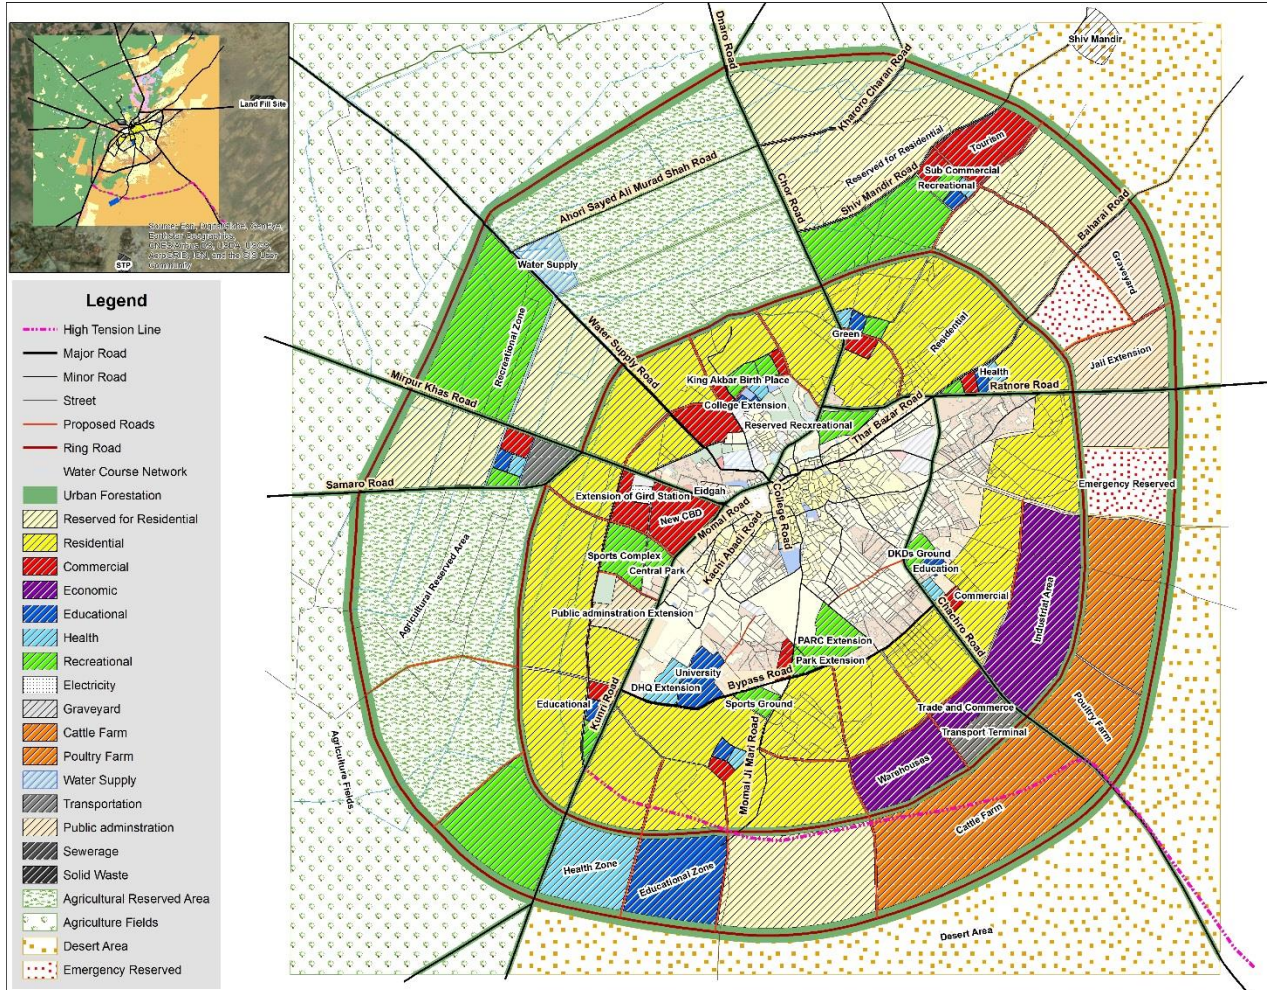 Land Fill Site
STP
Legend
High Tension Line
Major Road
Minor Road
Street
Proposed Roads
Ring Road
Water Course Network
Urban Forestation
Reserved for Residential
Residential
Commercial
Economic
Educational
Health
Recreational
Electricity
Graveyard
Cattle Farm
Poultry Farm
Water Supply
Transportation
Public adminstration
Sewerage
Solid Waste
Agricultural Reserved Area
Agriculture Fields
Desert Area
Emergency Reserved
Shiv Mandir
Dharo Road
Kharoro Charan Road
Tourism
Reserved for Residential
Sub Commercial
Recreational
Shiv Mandir Road
Ahori Sayed Ali Murad Shah Road
Chor Road
Baharai Road
Graveyard
Water Supply
Recreational Zone
Water Supply Road
Green
Residential
Jail Extension
Health
Ratnore Road
Mirpur Khas Road
King Akbar Birth Place
College Extension
Reserved Recxreational
Thar Bazar Road
Samaro Road
Emergency Reserved
Extension of Gird Station
Eidgah
New CBD
Momal Road
Kachi Abadi Road
College Road
Sports Complex
Central Park
DKDs Ground
Education
Commercial
Industrial Area
Agricultural Reserved Area
Public adminstration Extension
Chachro Road
PARC Extension
Park Extension
University
DHQ Extension
Bypass Road
Sports Ground
Educational
Kunri Road
Trade and Commerce
Transport Terminal
Poultry Farm
Warehouses
Momal Ji Mari Road
Agriculture Fields
Cattle Farm
Health Zone
Educational Zone
Desert Area